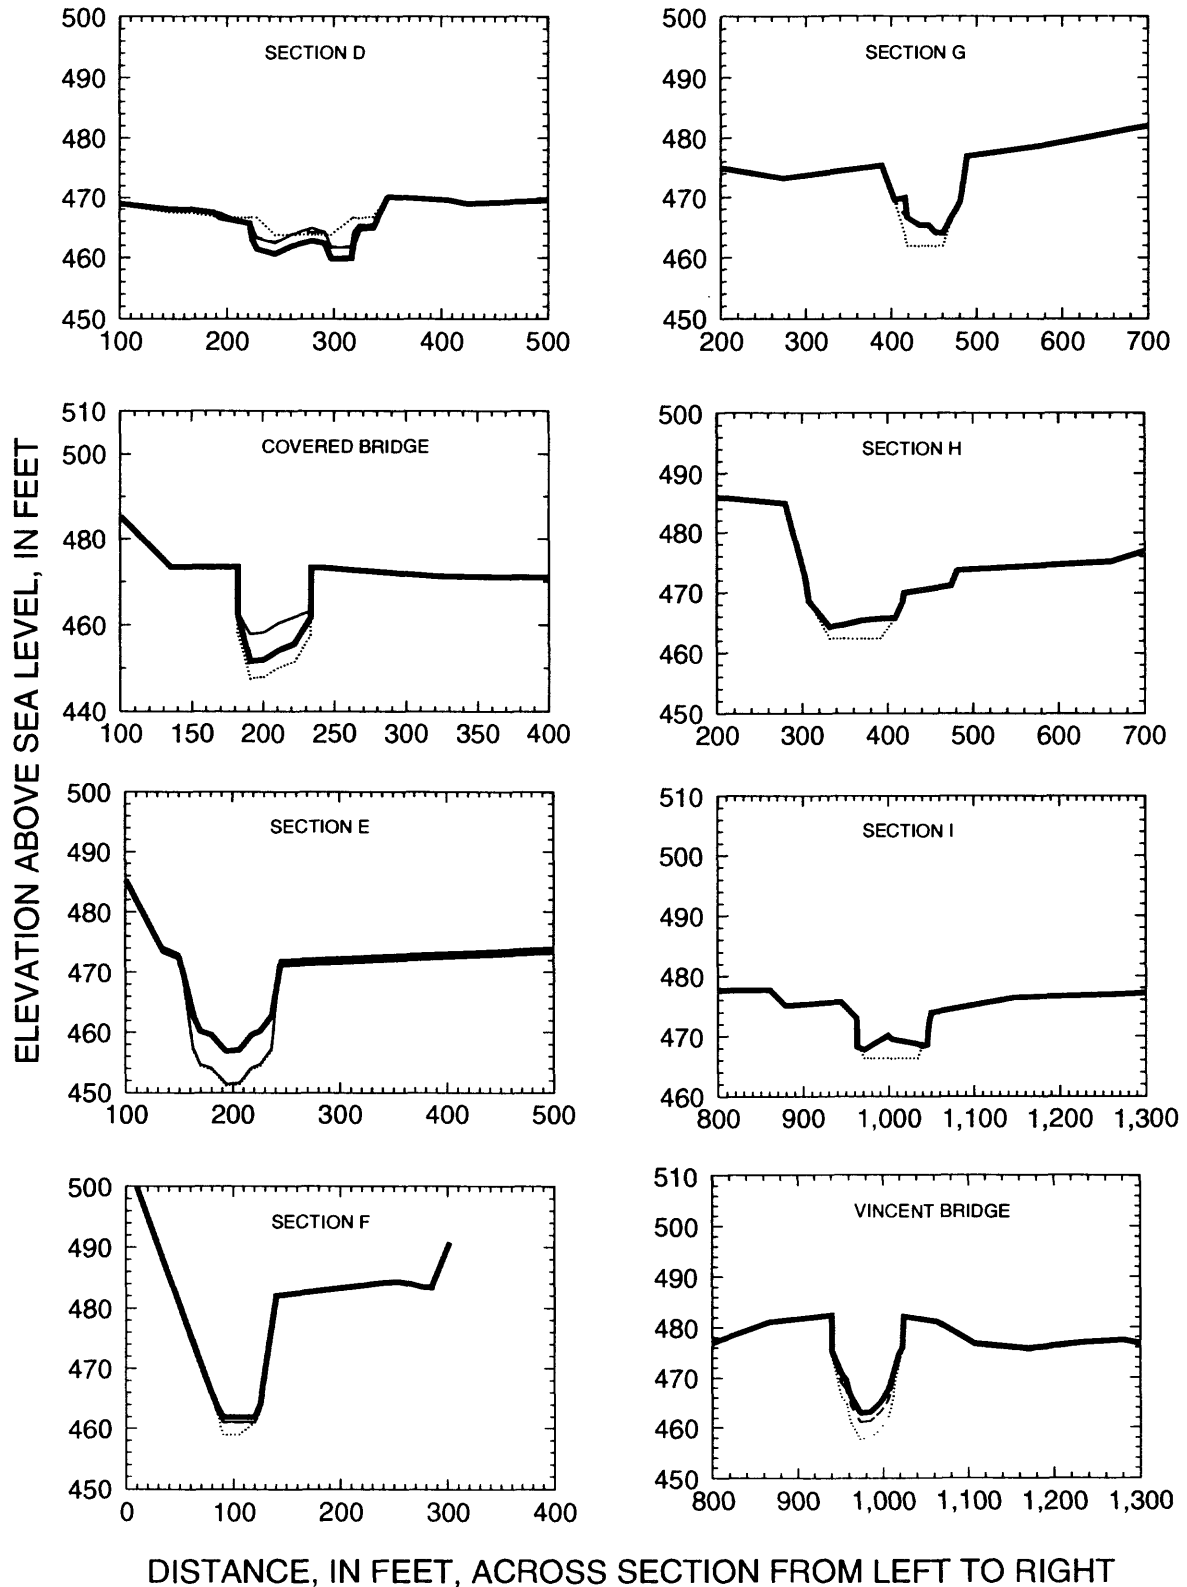 500
490
480
470
460
450
SECTION D
100 200 300 400 500
500
490
480
470
460
450
SECTION G
200 300 400 500 600 700
510
500
480
460
440
COVERED BRIDGE
100 150 200 250 300 350 400
500
490
480
470
460
450
SECTION H
200 300 400 500 600 700
500
490
480
470
460
450
SECTION E
100 200 300 400 500
510
500
490
480
470
460
SECTION I
800 900 1,000 1,100 1,200 1,300
500
490
480
470
460
450
SECTION F
0 100 200 300 400
510
500
490
480
470
460
450
VINCENT BRIDGE
800 900 1,000 1,100 1,200 1,300
ELEVATION ABOVE SEA LEVEL, IN FEET
DISTANCE, IN FEET, ACROSS SECTION FROM LEFT TO RIGHT